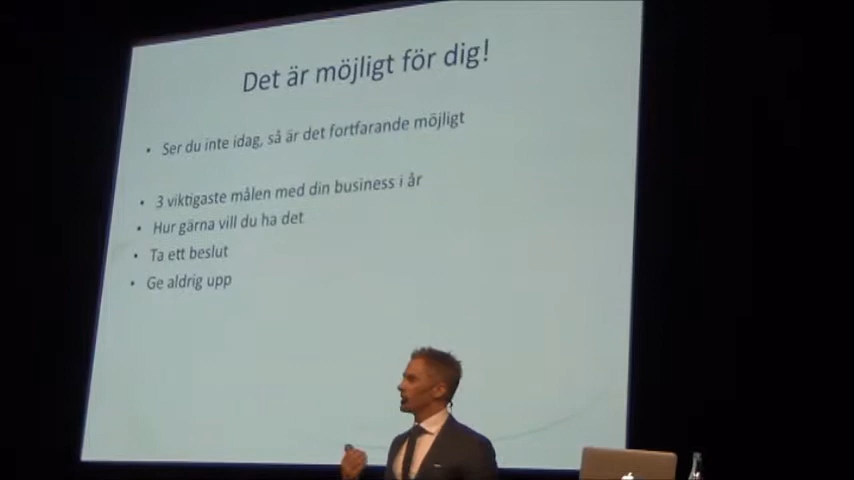 Det är möjligt för dig!
• Ser du inte idag, så är det fortfarande möjligt
• 3 viktigaste målen med din business i år
• Hur gärna vill du ha det
• Ta ett beslut
• Ge aldrig upp